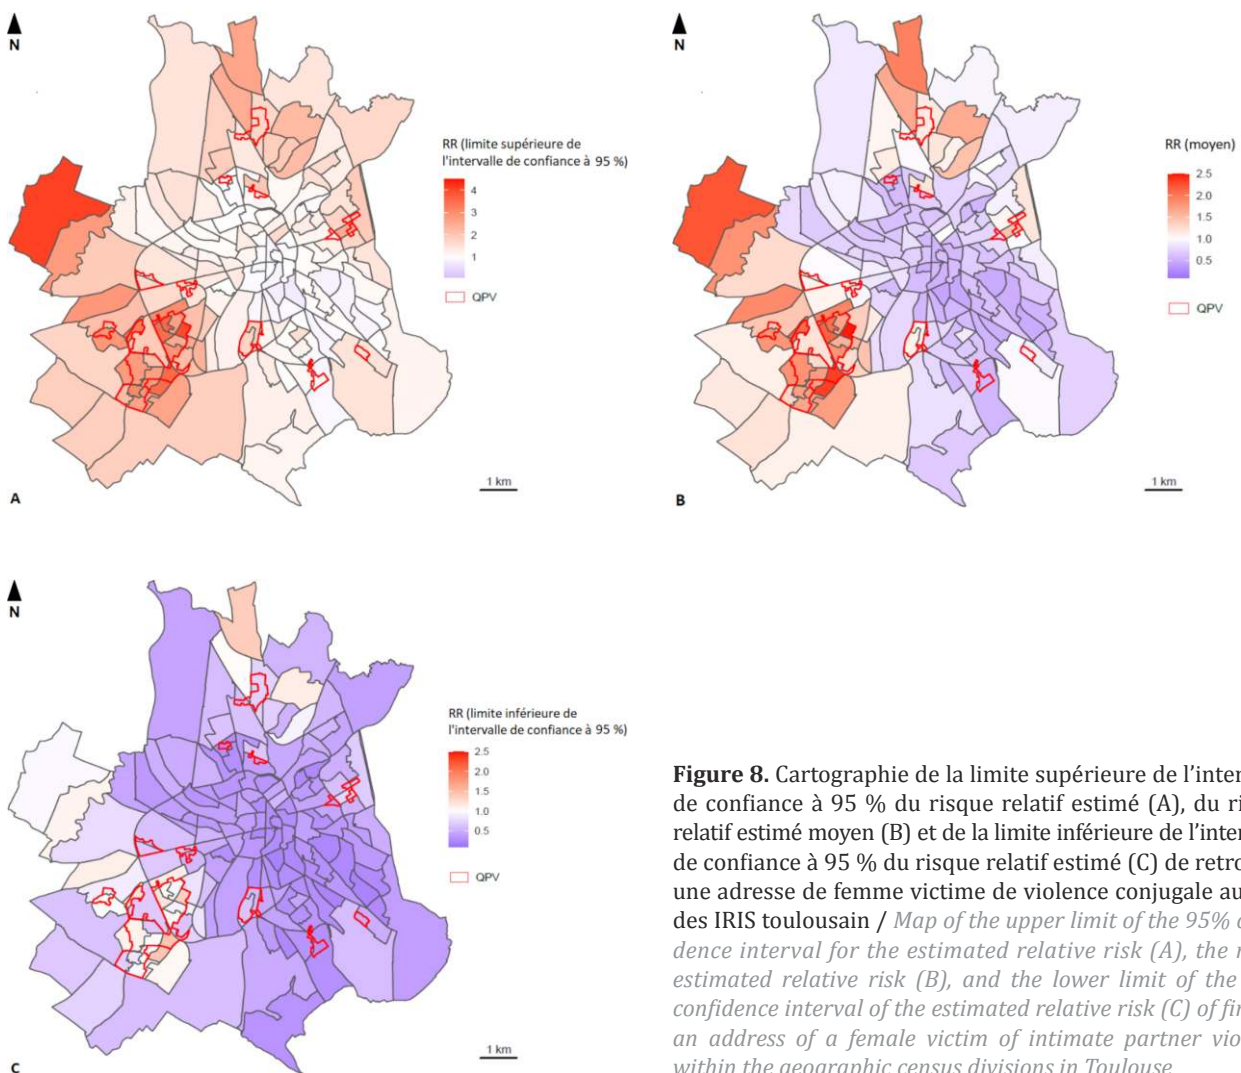 N
RR (limite supérieure de
l'intervalle de confiance à 95 %)
4
3
2
1
QPV
1 km
A
N
RR (moyen)
2.5
2.0
1.5
1.0
0.5
QPV
1 km
B
N
RR (limite inférieure de
l'intervalle de confiance à 95 %)
2.5
2.0
1.5
1.0
0.5
QPV
1 km
C
Figure 8. Cartographie de la limite supérieure de l'inter
de confiance à 95 % du risque relatif estimé (A), du ri
relatif estimé moyen (B) et de la limite inférieure de l'inter
de confiance à 95 % du risque relatif estimé (C) de retro
une adresse de femme victime de violence conjugale au
des IRIS toulousain / Map of the upper limit of the 95% c
dence interval for the estimated relative risk (A), the
estimated relative risk (B), and the lower limit of the
confidence interval of the estimated relative risk (C) of fin
an address of a female victim of intimate partner vio
within the geographic census divisions in Toulouse